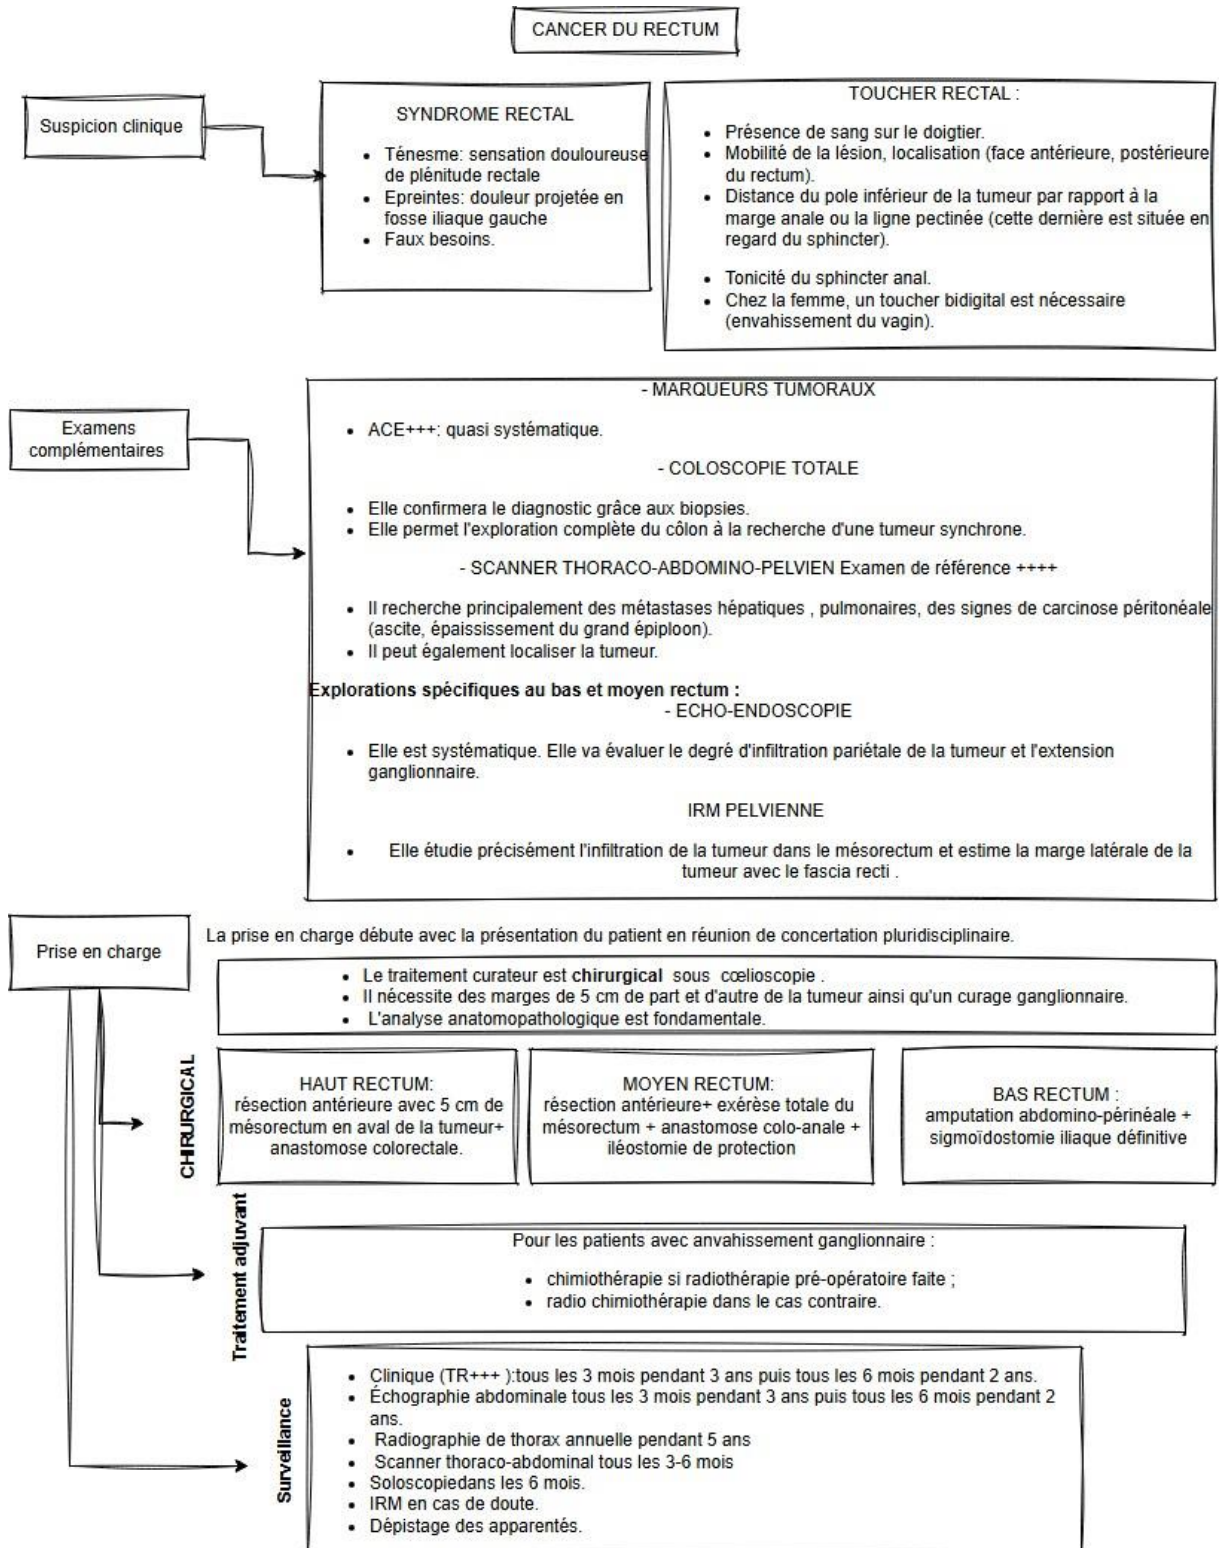 CANCER DU RECTUM
Suspicion clinique
SYNDROME RECTAL
• Ténesme: sensation douloureuse
de plénitude rectale
• Epreintes: douleur projetée en
fosse iliaque gauche
• Faux besoins.
TOUCHER RECTAL :
• Présence de sang sur le doigtier.
• Mobilité de la lésion, localisation (face antérieure, postérieure
du rectum).
• Distance du pole inférieur de la tumeur par rapport à la
marge anale ou la ligne pectinée (cette dernière est située en
regard du sphincter).
• Tonicité du sphincter anal.
• Chez la femme, un toucher bidigital est nécessaire
(envahissement du vagin).
Examens
complémentaires
- MARQUEURS TUMORAUX
• ACE+++: quasi systématique.
- COLOSCOPIE TOTALE
• Elle confirmera le diagnostic grâce aux biopsies.
• Elle permet l'exploration complète du côlon à la recherche d'une tumeur synchrone.
- SCANNER THORACO-ABDOMINO-PELVIEN Examen de référence ++++
• Il recherche principalement des métastases hépatiques , pulmonaires, des signes de carcinose péritonéale
(ascite, épaississement du grand épiploon).
• Il peut également localiser la tumeur.
Explorations spécifiques au bas et moyen rectum :
- ECHO-ENDOSCOPIE
• Elle est systématique. Elle va évaluer le degré d'infiltration pariétale de la tumeur et l'extension
ganglionnaire.
IRM PELVIENNE
• Elle étudie précisément l'infiltration de la tumeur dans le mésorectum et estime la marge latérale de la
tumeur avec le fascia recti .
Prise en charge
La prise en charge débute avec la présentation du patient en réunion de concertation pluridisciplinaire.
• Le traitement curateur est chirurgical sous cœlioscopie .
• Il nécessite des marges de 5 cm de part et d'autre de la tumeur ainsi qu'un curage ganglionnaire.
• L'analyse anatomopathologique est fondamentale.
CHIRURGICAL
HAUT RECTUM:
résection antérieure avec 5 cm de
mésorectum en aval de la tumeur+
anastomose colorectale.
MOYEN RECTUM:
résection antérieure+ exérèse totale du
mésorectum + anastomose colo-anale +
iléostomie de protection
BAS RECTUM :
amputation abdomino-périnéale +
sigmoïdostomie iliaque définitive
Traitement adjuvant
Pour les patients avec anvahissement ganglionnaire :
• chimiothérapie si radiothérapie pré-opératoire faite ;
• radio chimiothérapie dans le cas contraire.
Surveillance
• Clinique (TR+++ ):tous les 3 mois pendant 3 ans puis tous les 6 mois pendant 2 ans.
• Échographie abdominale tous les 3 mois pendant 3 ans puis tous les 6 mois pendant 2
ans.
• Radiographie de thorax annuelle pendant 5 ans
• Scanner thoraco-abdominal tous les 3-6 mois
• Soloscopiedans les 6 mois.
• IRM en cas de doute.
• Dépistage des apparentés.